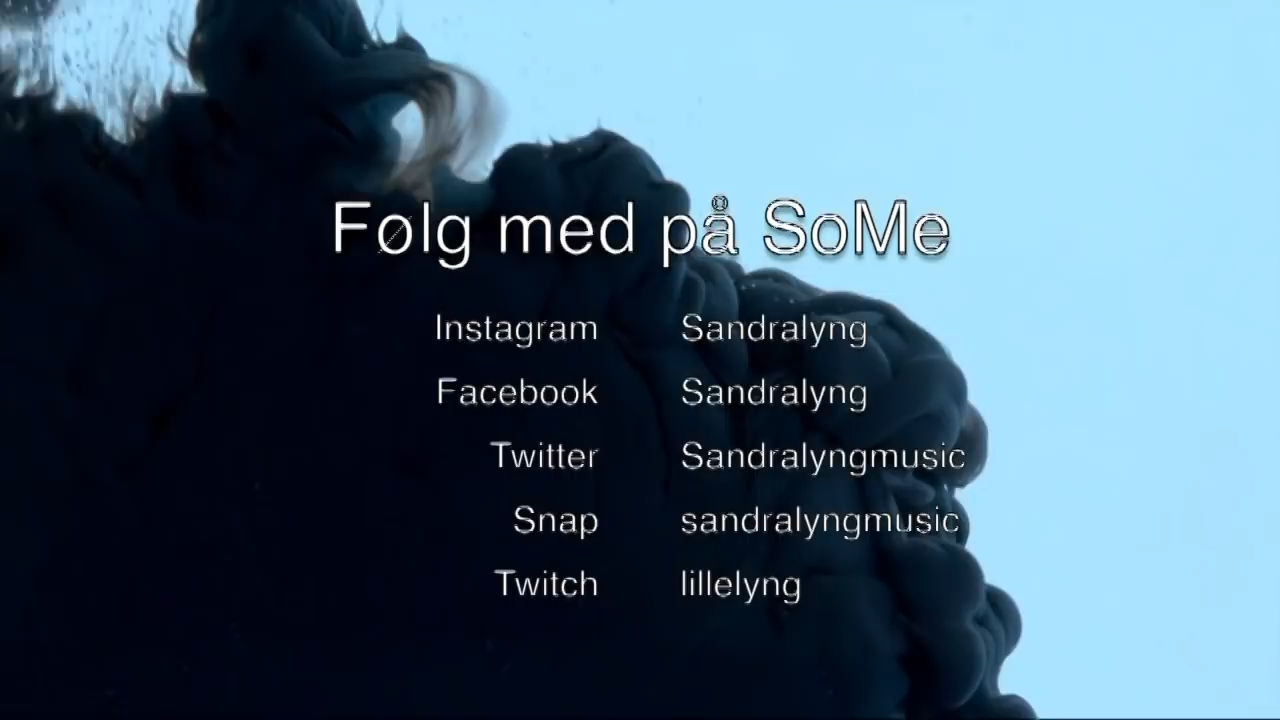 Følg med på SoMe
Instagram Sandralyng
Facebook Sandralyng
Twitter Sandralyngmusic
Snap sandralyngmusic
Twitch lillelyng